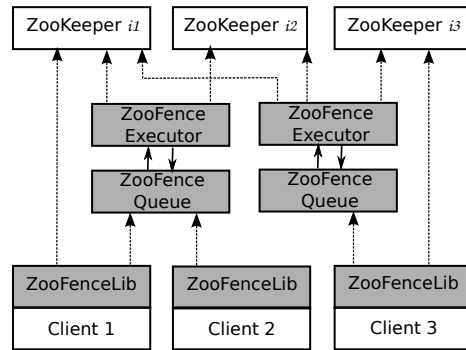 ZooKeeper i1
ZooKeeper i2
ZooKeeper i3
ZooFence
Executor
ZooFence
Executor
ZooFence
Queue
ZooFence
Queue
ZooFenceLib
ZooFenceLib
ZooFenceLib
Client 1
Client 2
Client 3